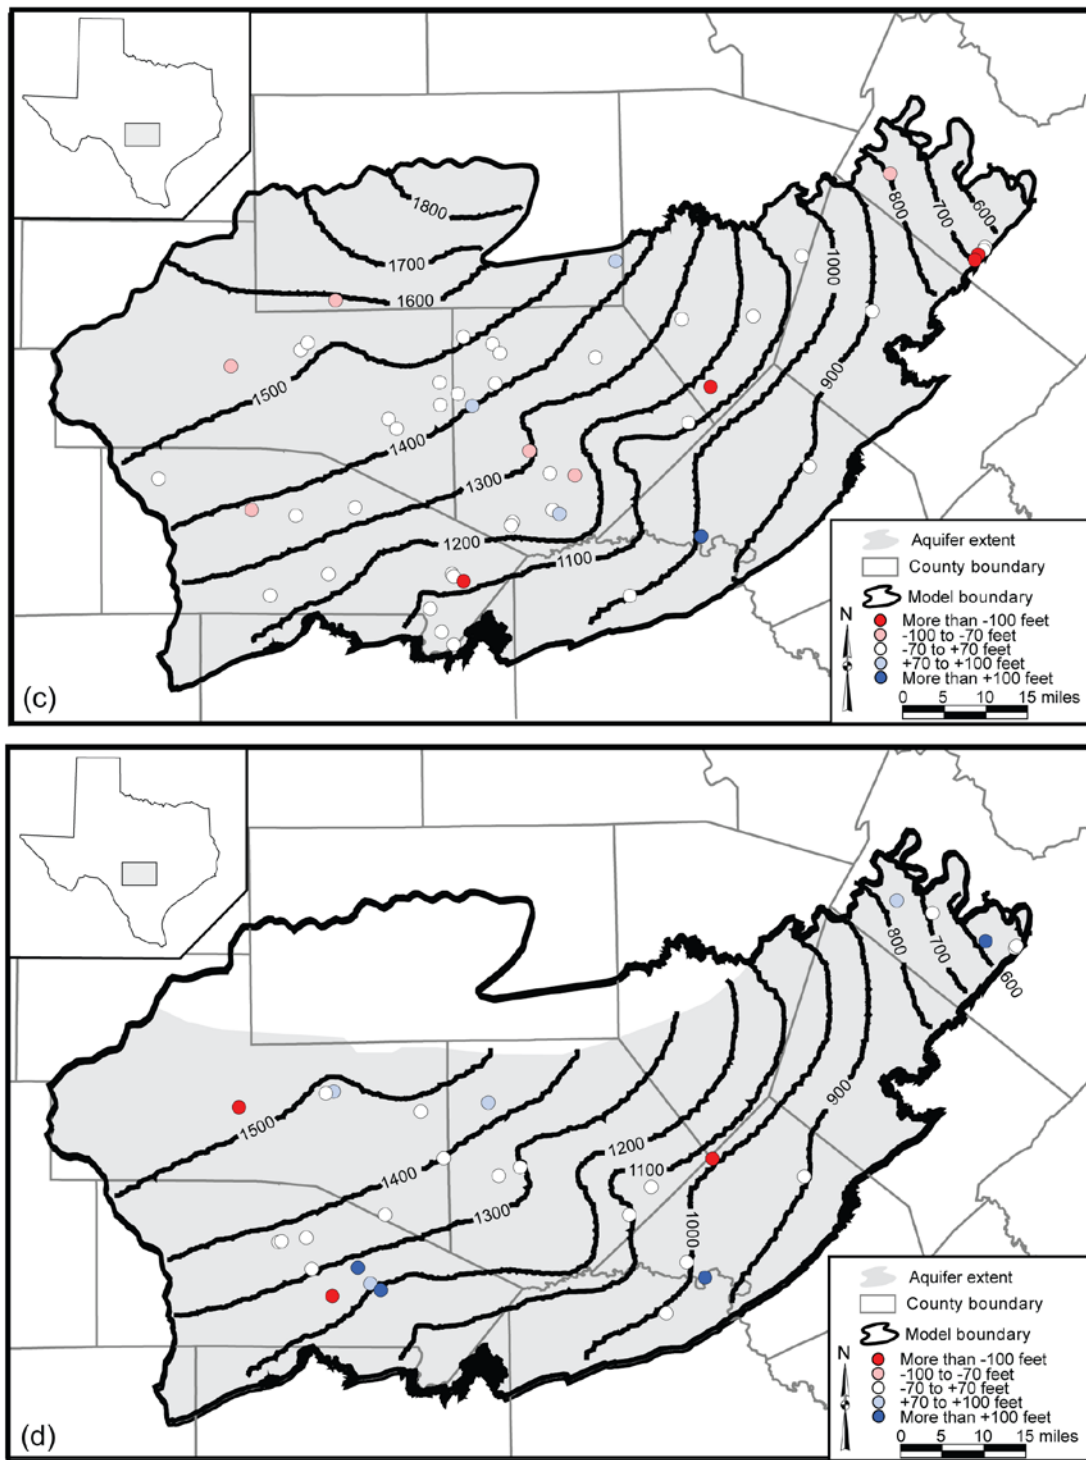 1800
1700
1600
1500
1400
1300
1200
1100
1000
900
800
700
600
Aquifer extent
County boundary
Model boundary
N
More than -100 feet
-100 to -70 feet
-70 to +70 feet
+70 to +100 feet
More than +100 feet
0 5 10 15 miles
(c)
800
700
600
900
1500
1400
1300
1200
1100
1000
Aquifer extent
County boundary
Model boundary
N
More than -100 feet
-100 to -70 feet
-70 to +70 feet
+70 to +100 feet
More than +100 feet
0 5 10 15 miles
(d)